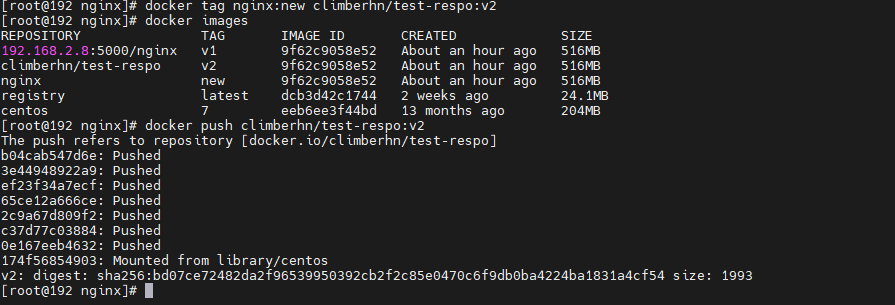 [root@192 nginx]# docker tag nginx:new climberhn/test-respo:v2
[root@192 nginx]# docker images
REPOSITORY TAG IMAGE ID CREATED SIZE
192.168.2.8:5000/nginx v1 9f62c9058e52 About an hour ago 516MB
climberhn/test-respo v2 9f62c9058e52 About an hour ago 516MB
nginx new 9f62c9058e52 About an hour ago 516MB
registry latest dcb3d42c1744 2 weeks ago 24.1MB
centos 7 eeb6ee3f44bd 13 months ago 204MB
[root@192 nginx]# docker push climberhn/test-respo:v2
The push refers to repository [docker.io/climberhn/test-respo]
b04cab547d6e: Pushed
3e44948922a9: Pushed
ef23f34a7ecf: Pushed
65ce12a666ce: Pushed
2c9a67d809f2: Pushed
c37d77c03884: Pushed
0e167eeb4632: Pushed
174f56854903: Mounted from library/centos
v2: digest: sha256:bd07ce72482da2f96539950392cb2f2c85e0470c6f9db0ba4224ba1831a4cf54 size: 1993
[root@192 nginx]#